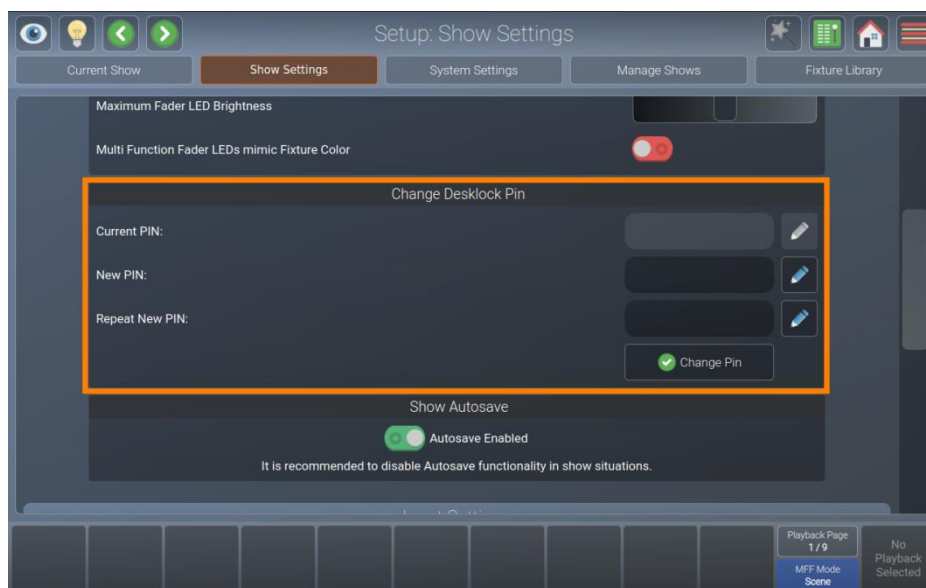 Setup: Show Settings
Current Show
Show Settings
System Settings
Manage Shows
Fixture Library
Maximum Fader LED Brightness
Multi Function Fader LEDs mimic Fixture Color
Change Desklock Pin
Current PIN:
New PIN:
Repeat New PIN:
Change Pin
Show Autosave
Autosave Enabled
It is recommended to disable Autosave functionality in show situations.
Playback Page
1 / 9
MFF Mode
Scene
No
Playback
Selected